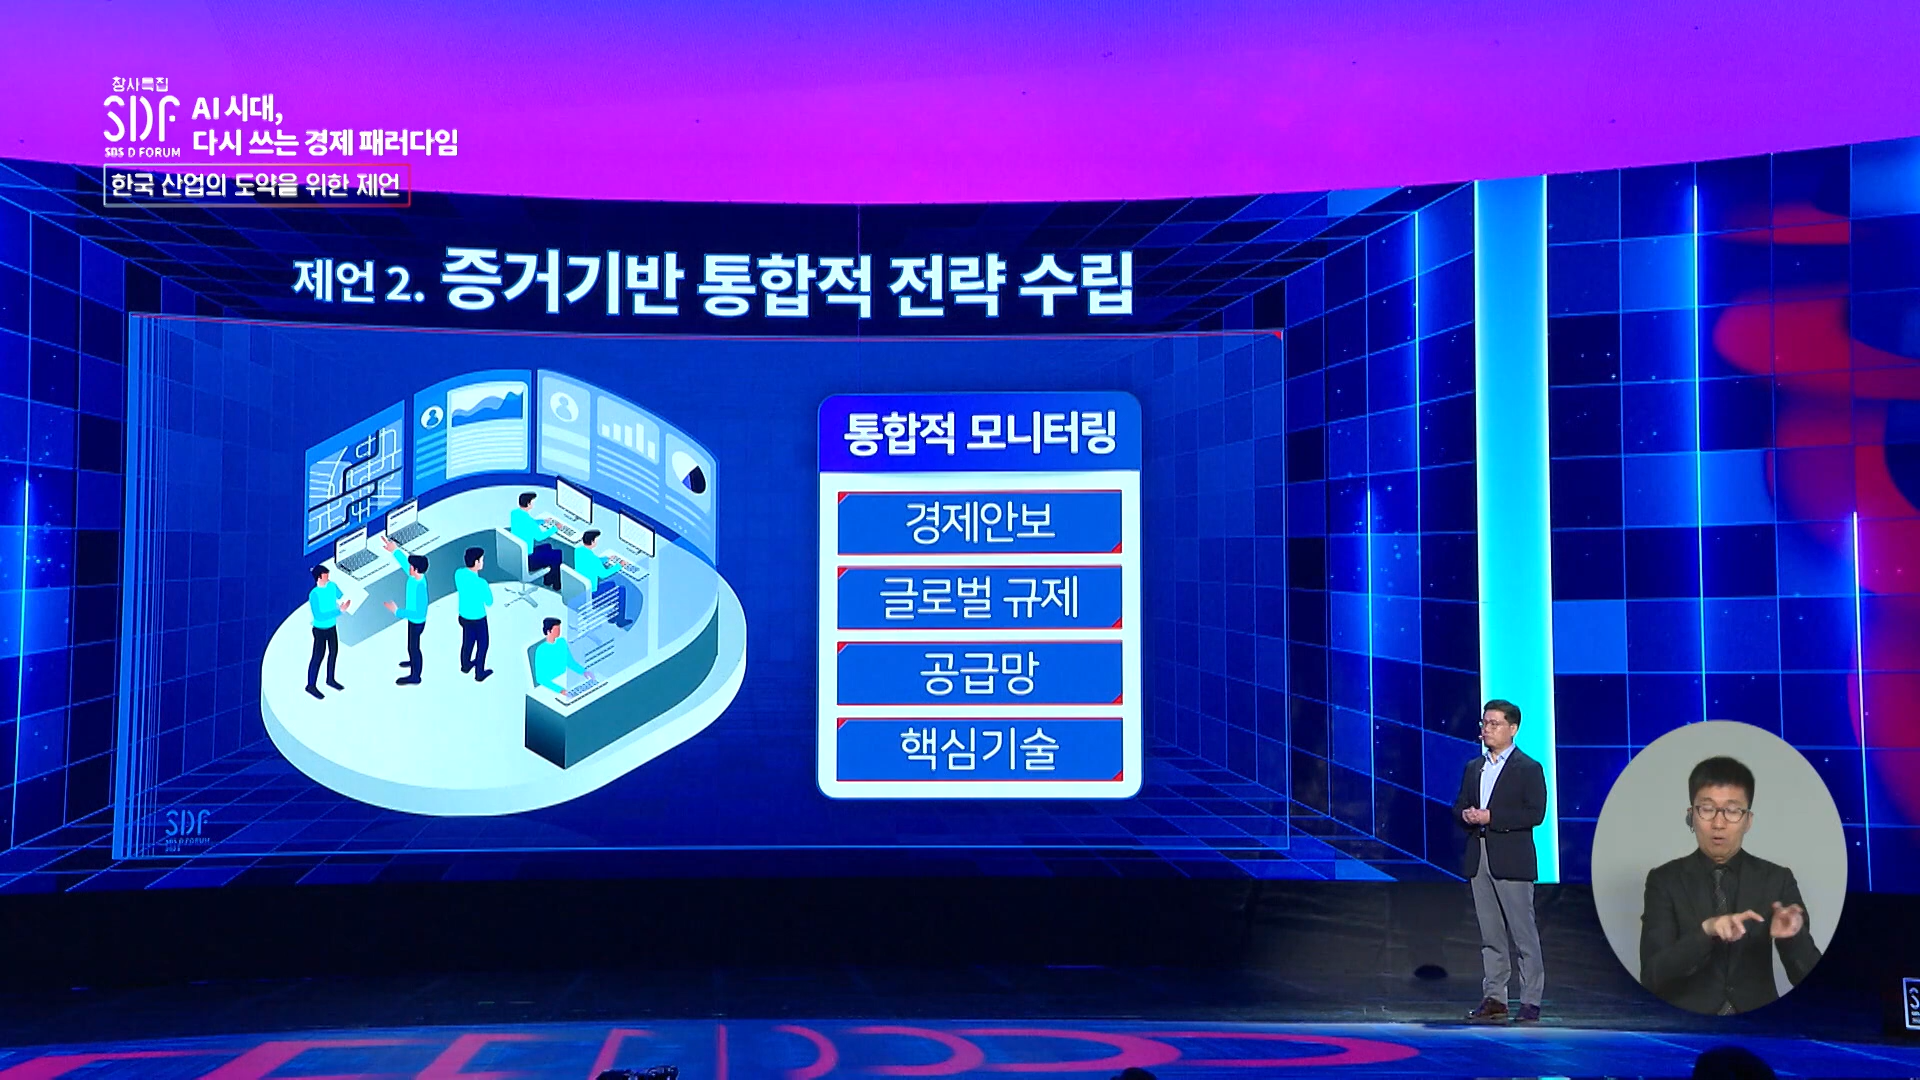 창사특집
SDF
SBS D FORUM
AI 시대,
다시 쓰는 경제 패러다임
한국 산업의 도약을 위한 제언
제언 2. 증거기반 통합적 전략 수립
통합적 모니터링
경제안보
글로벌 규제
공급망
핵심기술
SDF
SBS D FORUM